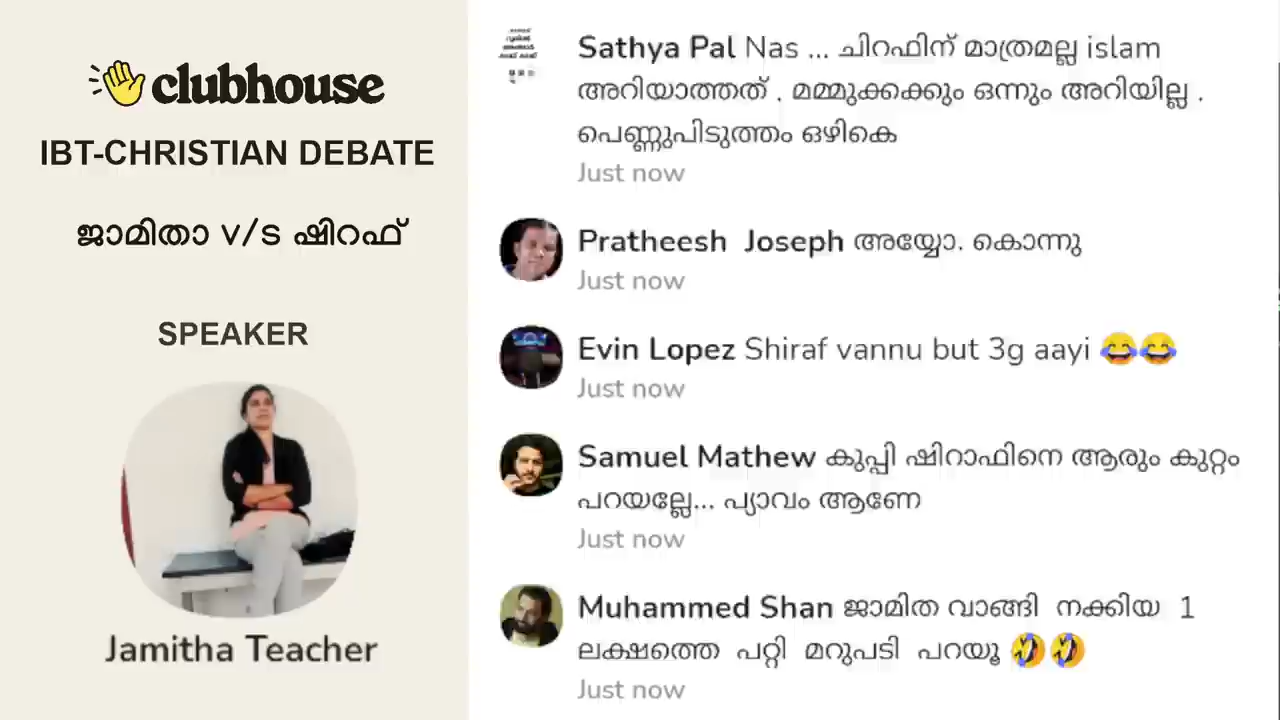 clubhouse
IBT-CHRISTIAN DEBATE
ജാമിതാ v/s ഷിറഫ്
SPEAKER
Jamitha Teacher
Sathya Pal Nas ... ചിറഫിന് മാത്രമല്ല islam
അറിയാത്തത് . മമ്മുക്കക്കും ഒന്നും അറിയില്ല .
പെണ്ണുപിടുത്തം ഒഴികെ
Just now
Pratheesh Joseph അയ്യോ. കൊന്നു
Just now
Evin Lopez Shiraf vannu but 3g aayi 😂😂
Just now
Samuel Mathew കുപ്പി ഷിറാഫിനെ ആരും കുറ്റം
പറയല്ലേ... പ്യാവം ആണേ
Just now
Muhammed Shan ജാമിത വാങ്ങി നക്കിയ 1
ലക്ഷത്തെ പറ്റി മറുപടി പറയൂ 🤣🤣
Just now